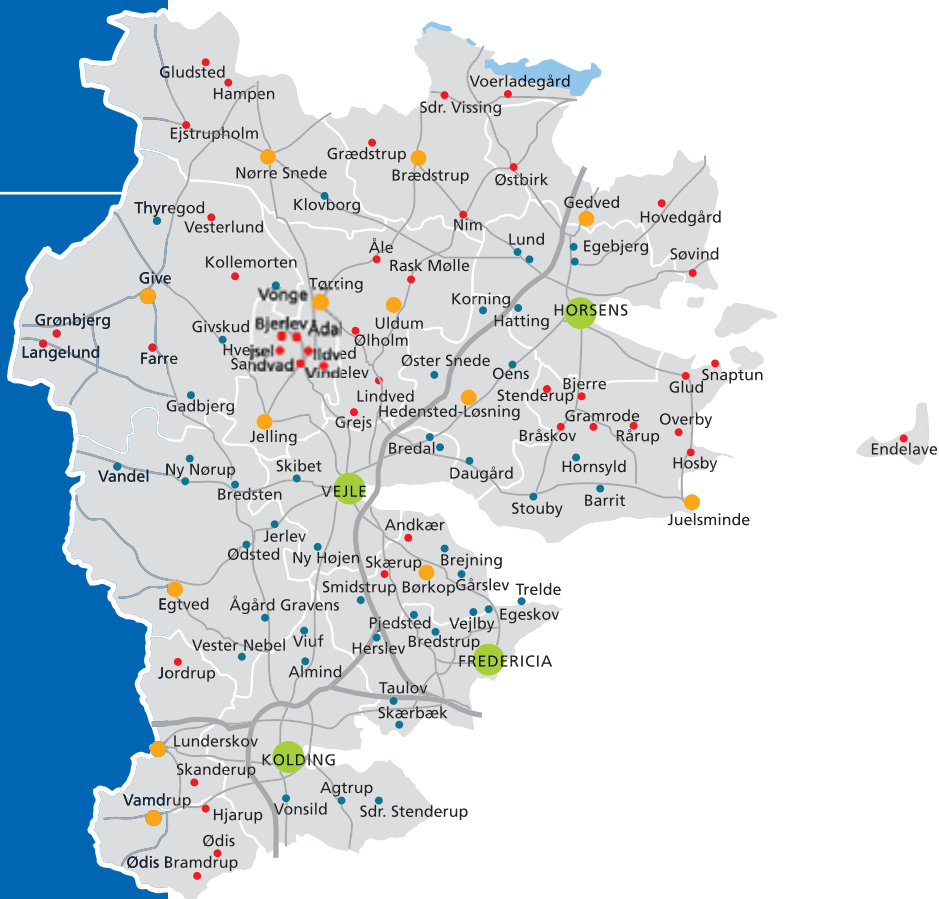 Gludsted
Hampen
Voerladegård
Sdr. Vissing
Ejstrupholm
Grædstrup
Nørre Snede
Brædstrup
Østbirk
Klovborg
Gedved
Thyregod
Vesterlund
Nim
Hovedgård
Lund
Egebjerg
Åle
Søvind
Kollemorten
Rask Mølle
Give
Tørring
Vonge
Korning
HORSENS
Hatting
Grønbjerg
Givskud
Bjerlev
Ådal
Uldum
Ølholm
Langelund
Farre
Hvejsel
Ildved
Øster Snede
Sandvad
Vindelev
Oens
Snaptun
Glud
Bjerre
Stenderup
Lindved
Gadbjerg
Hedensted-Løsning
Grejs
Gramrode
Overby
Jelling
Bråskov
Rårup
Bredal
Endelave
Hosby
Ny Nørup
Skibet
Daugård
Hornsyld
Vandel
Bredsten
VEJLE
Stouby
Barrit
Juelsminde
Andkær
Jerlev
Ødsted
Ny Højen
Skærup
Brejning
Smidstrup
Børkop
Gårslev
Trelde
Egtved
Ågård
Gravens
Egeskov
Pjedsted
Vejlby
Vester Nebel
Viuf
Herslev
Bredstrup
FREDERICIA
Jordrup
Almind
Taulov
Skærbæk
Lunderskov
KOLDING
Skanderup
Agtrup
Vamdrup
Hjarup
Vonsild
Sdr. Stenderup
Ødis
Ødis Bramdrup